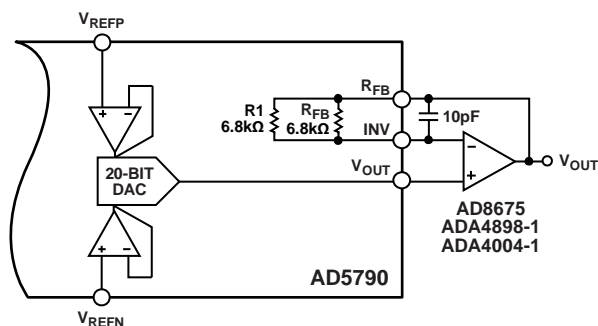 VREFP
R1
6.8kΩ
RFB
6.8kΩ
RFB
INV
10pF
VOUT
20-BIT
DAC
VOUT
AD8675
ADA4898-1
ADA4004-1
AD5790
VREFN
+
−
+
−
−
+